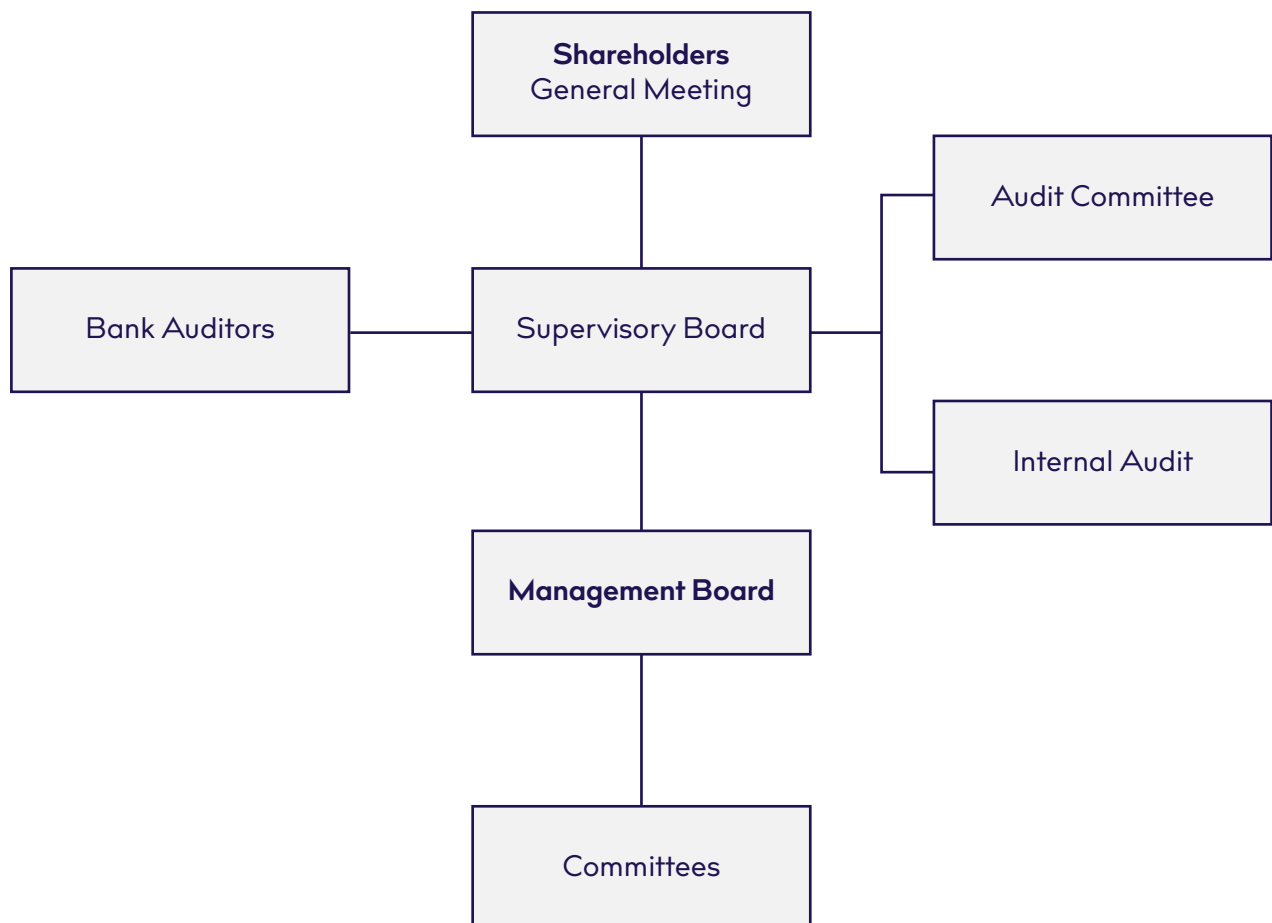 Shareholders
General Meeting
Audit Committee
Bank Auditors
Supervisory Board
Internal Audit
Management Board
Committees